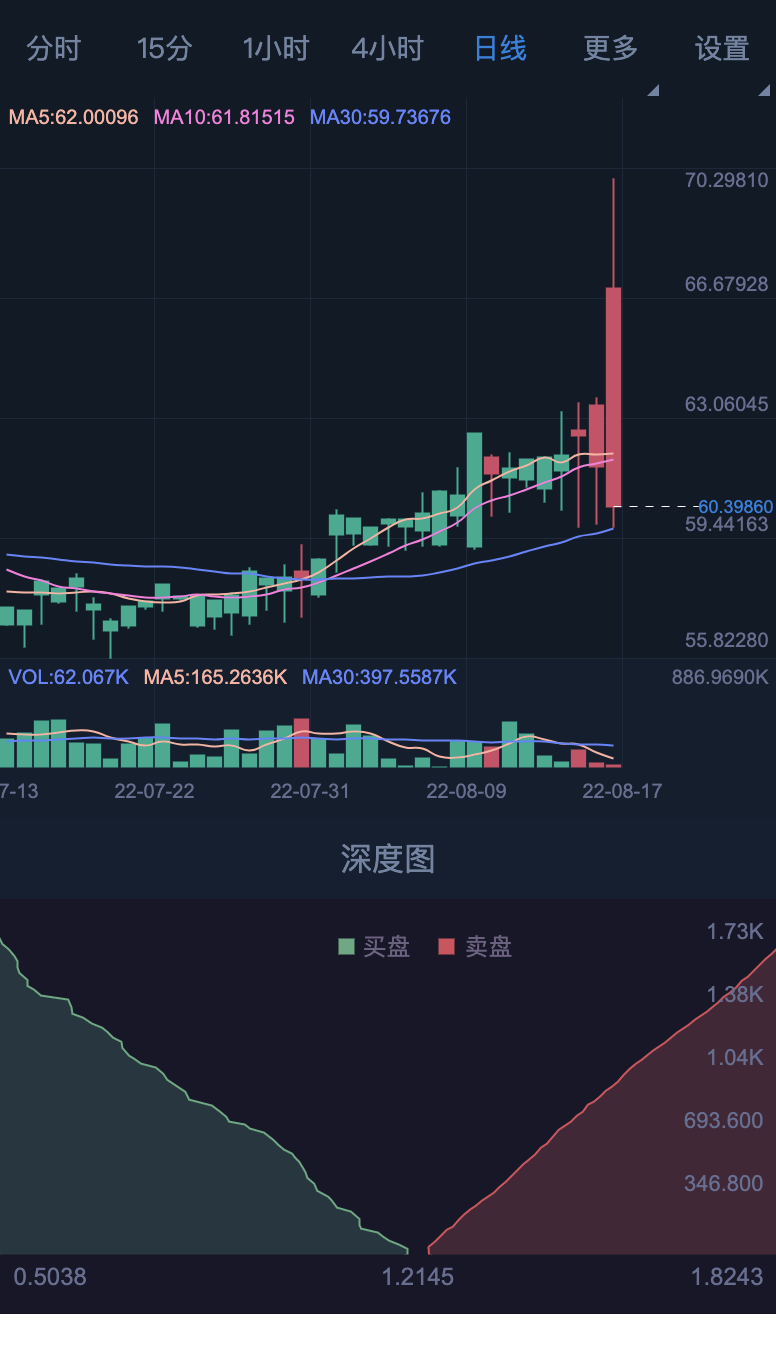 分时 15分 1小时 4小时 日线 更多 设置
MA5:62.00096 MA10:61.81515 MA30:59.73676
70.29810
66.67928
63.06045
60.39860
59.44163
55.82280
VOL:62.067K MA5:165.2636K MA30:397.5587K 886.9690K
7-13 22-07-22 22-07-31 22-08-09 22-08-17
深度图
买盘 卖盘
1.73K
1.38K
1.04K
693.600
346.800
0.5038 1.2145 1.8243